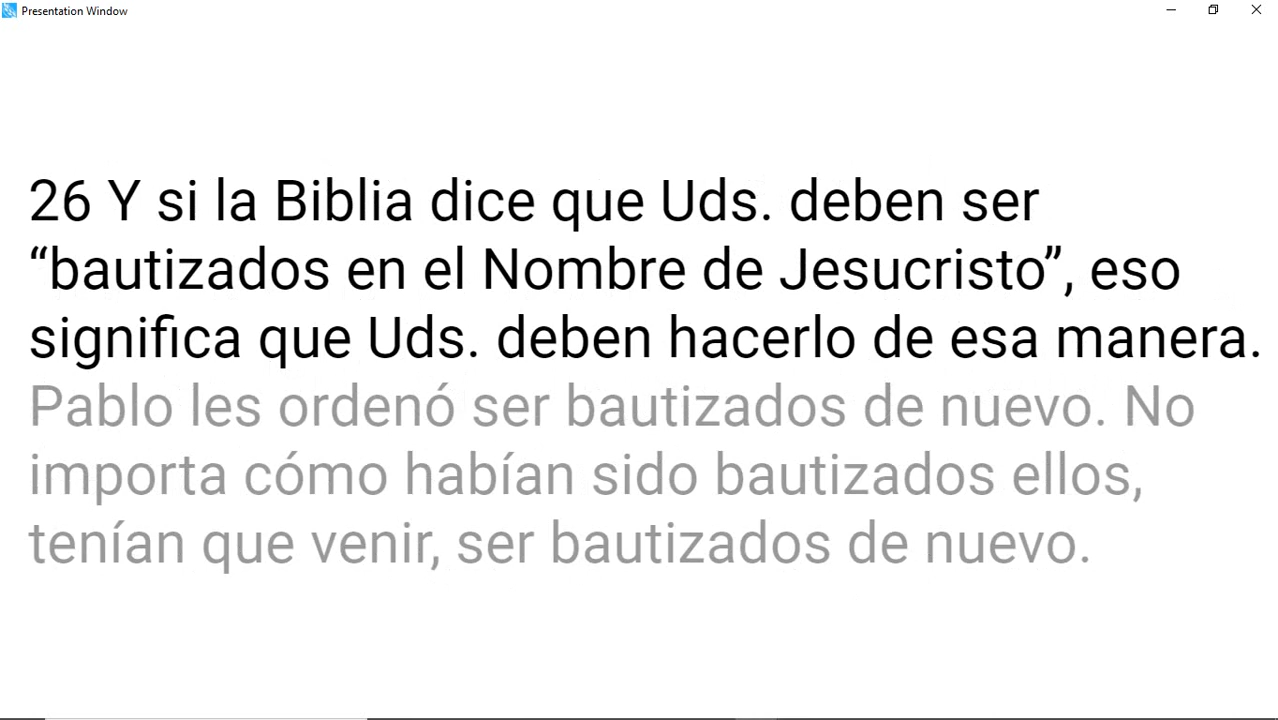 Presentation Window
26 Y si la Biblia dice que Uds. deben ser
“bautizados en el Nombre de Jesucristo”, eso
significa que Uds. deben hacerlo de esa manera.
Pablo les ordenó ser bautizados de nuevo. No
importa cómo habían sido bautizados ellos,
tenían que venir, ser bautizados de nuevo.